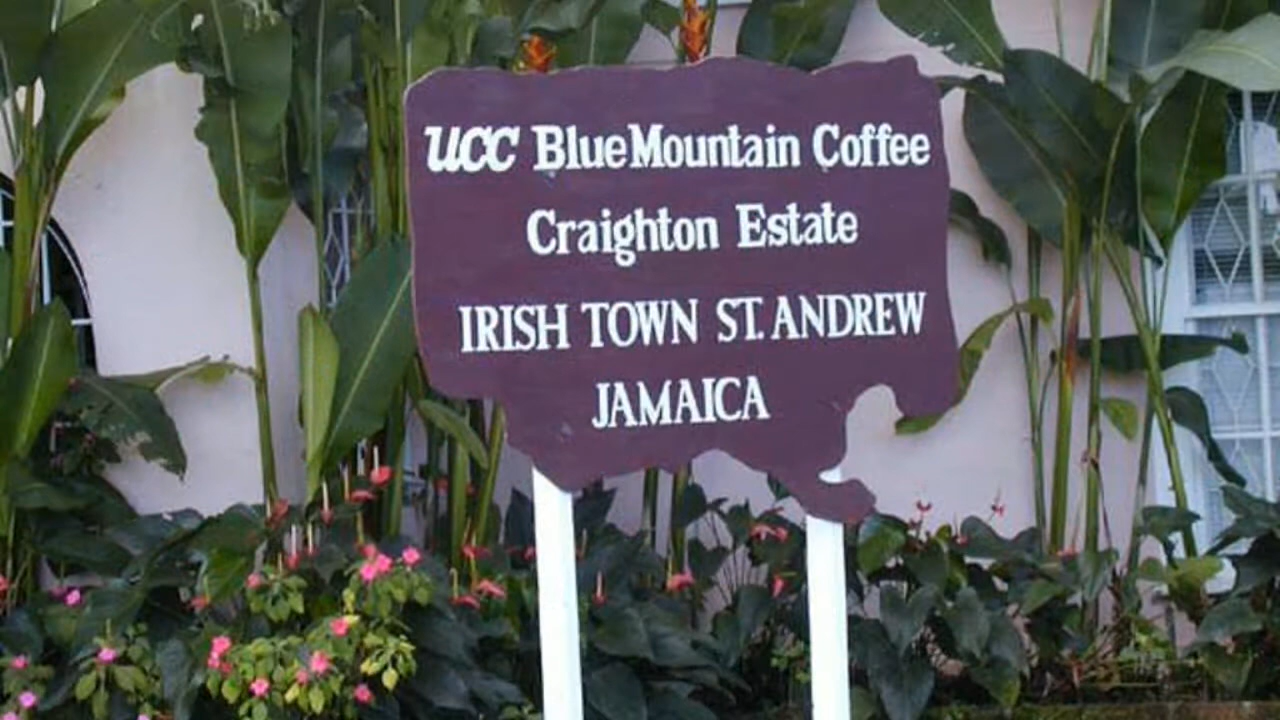 UCC BlueMountain Coffee
Craighton Estate
IRISH TOWN ST. ANDREW
JAMAICA